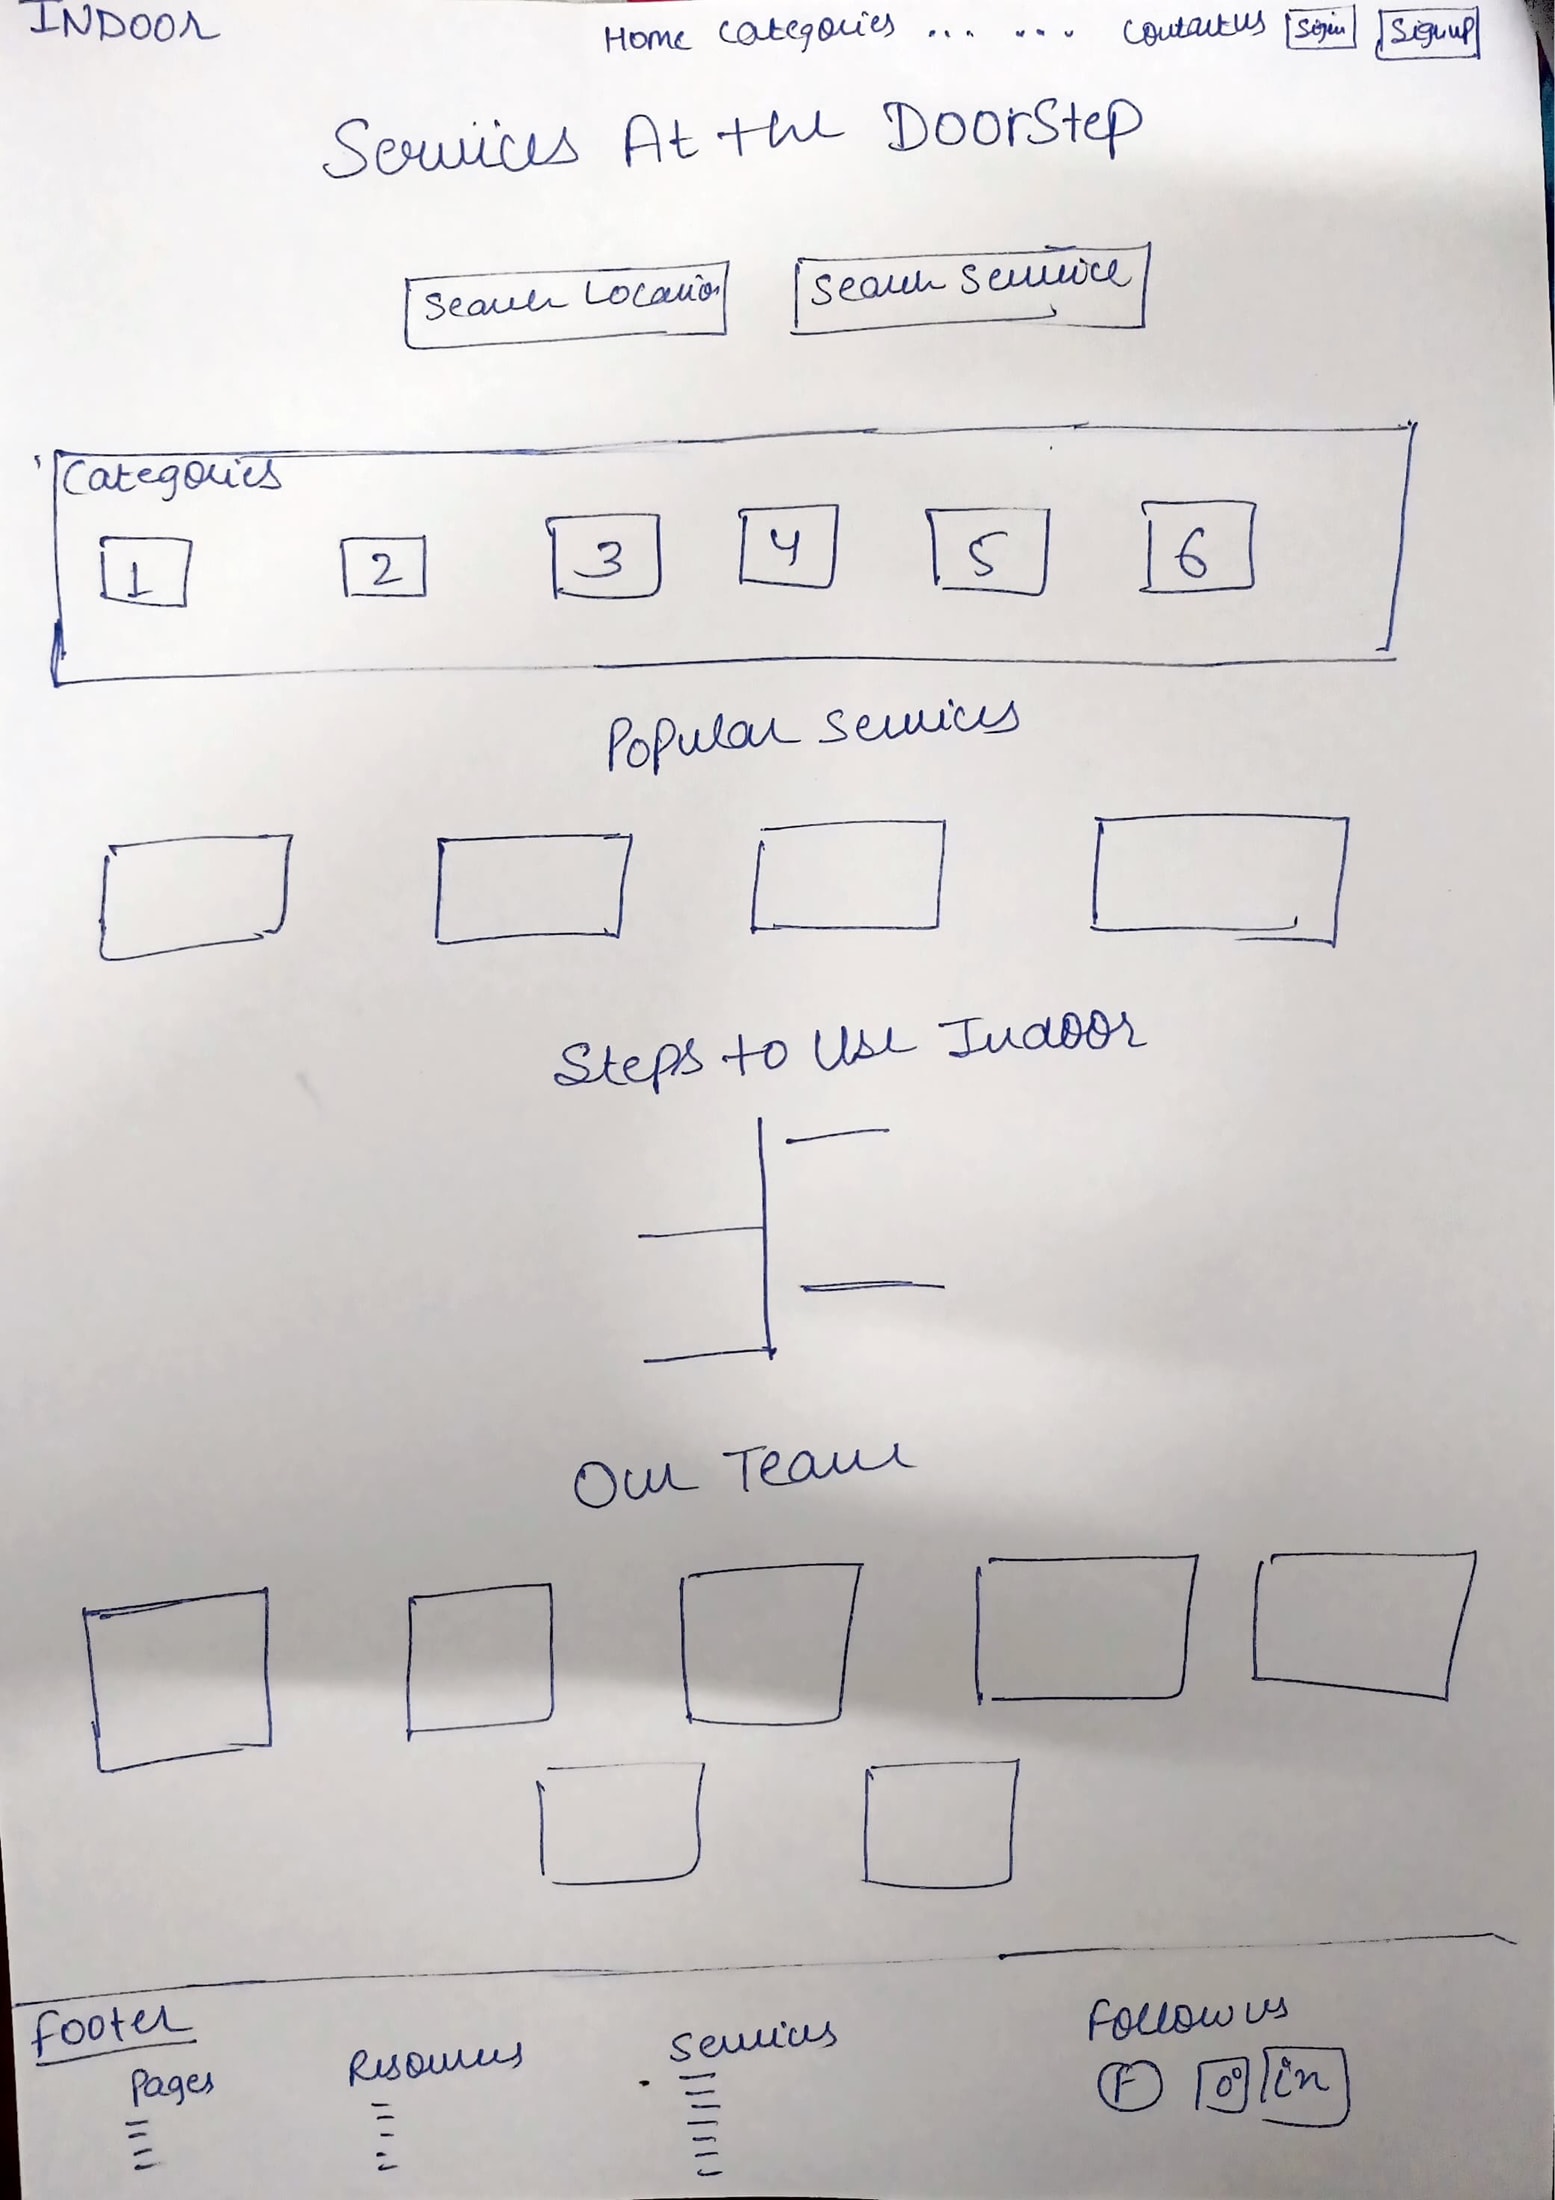 INDOOR
Home Categories ... ... Contact us Signin Signup
Services At the DoorStep
Search Location Search Service
Categories
1 2 3 4 5 6
Popular Services
Steps to Use Indoor
Our Team
Footer
Pages Resources Services Follow us
F in